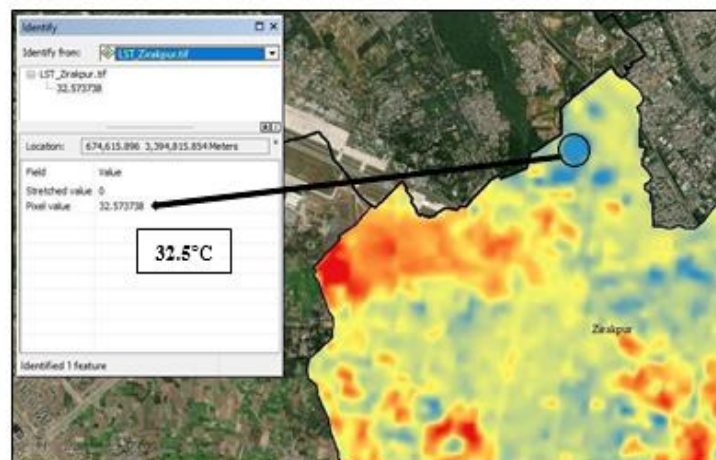 Identify
Identify from: LST_Zirakpur.tif
LST_Zirakpur.tif
32.573738
Location: 674,615.896 3,394,815.854 Meters
Field Value
Stretched value 0
Pixel value 32.573738
32.5°C
Zirakpur
Identified 1 feature